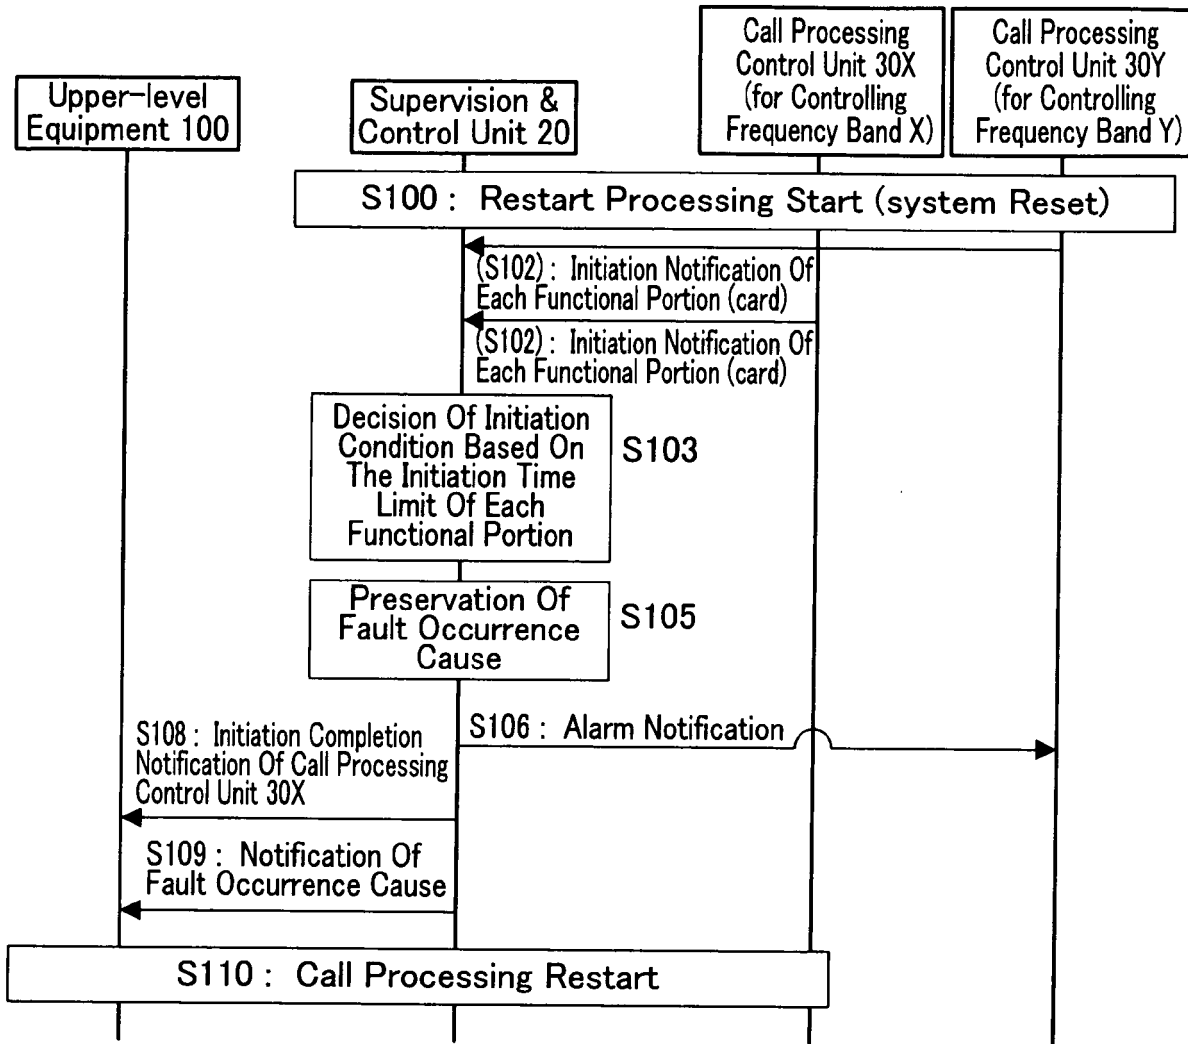 Upper-level
Equipment 100
Supervision &
Control Unit 20
Call Processing
Control Unit 30X
(for Controlling
Frequency Band X)
Call Processing
Control Unit 30Y
(for Controlling
Frequency Band Y)
S100 : Restart Processing Start (system Reset)
(S102) : Initiation Notification Of
Each Functional Portion (card)
(S102) : Initiation Notification Of
Each Functional Portion (card)
Decision Of Initiation
Condition Based On
The Initiation Time
Limit Of Each
Functional Portion
S103
Preservation Of
Fault Occurrence
Cause
S105
S106 : Alarm Notification
S108 : Initiation Completion
Notification Of Call Processing
Control Unit 30X
S109 : Notification Of
Fault Occurrence Cause
S110 : Call Processing Restart